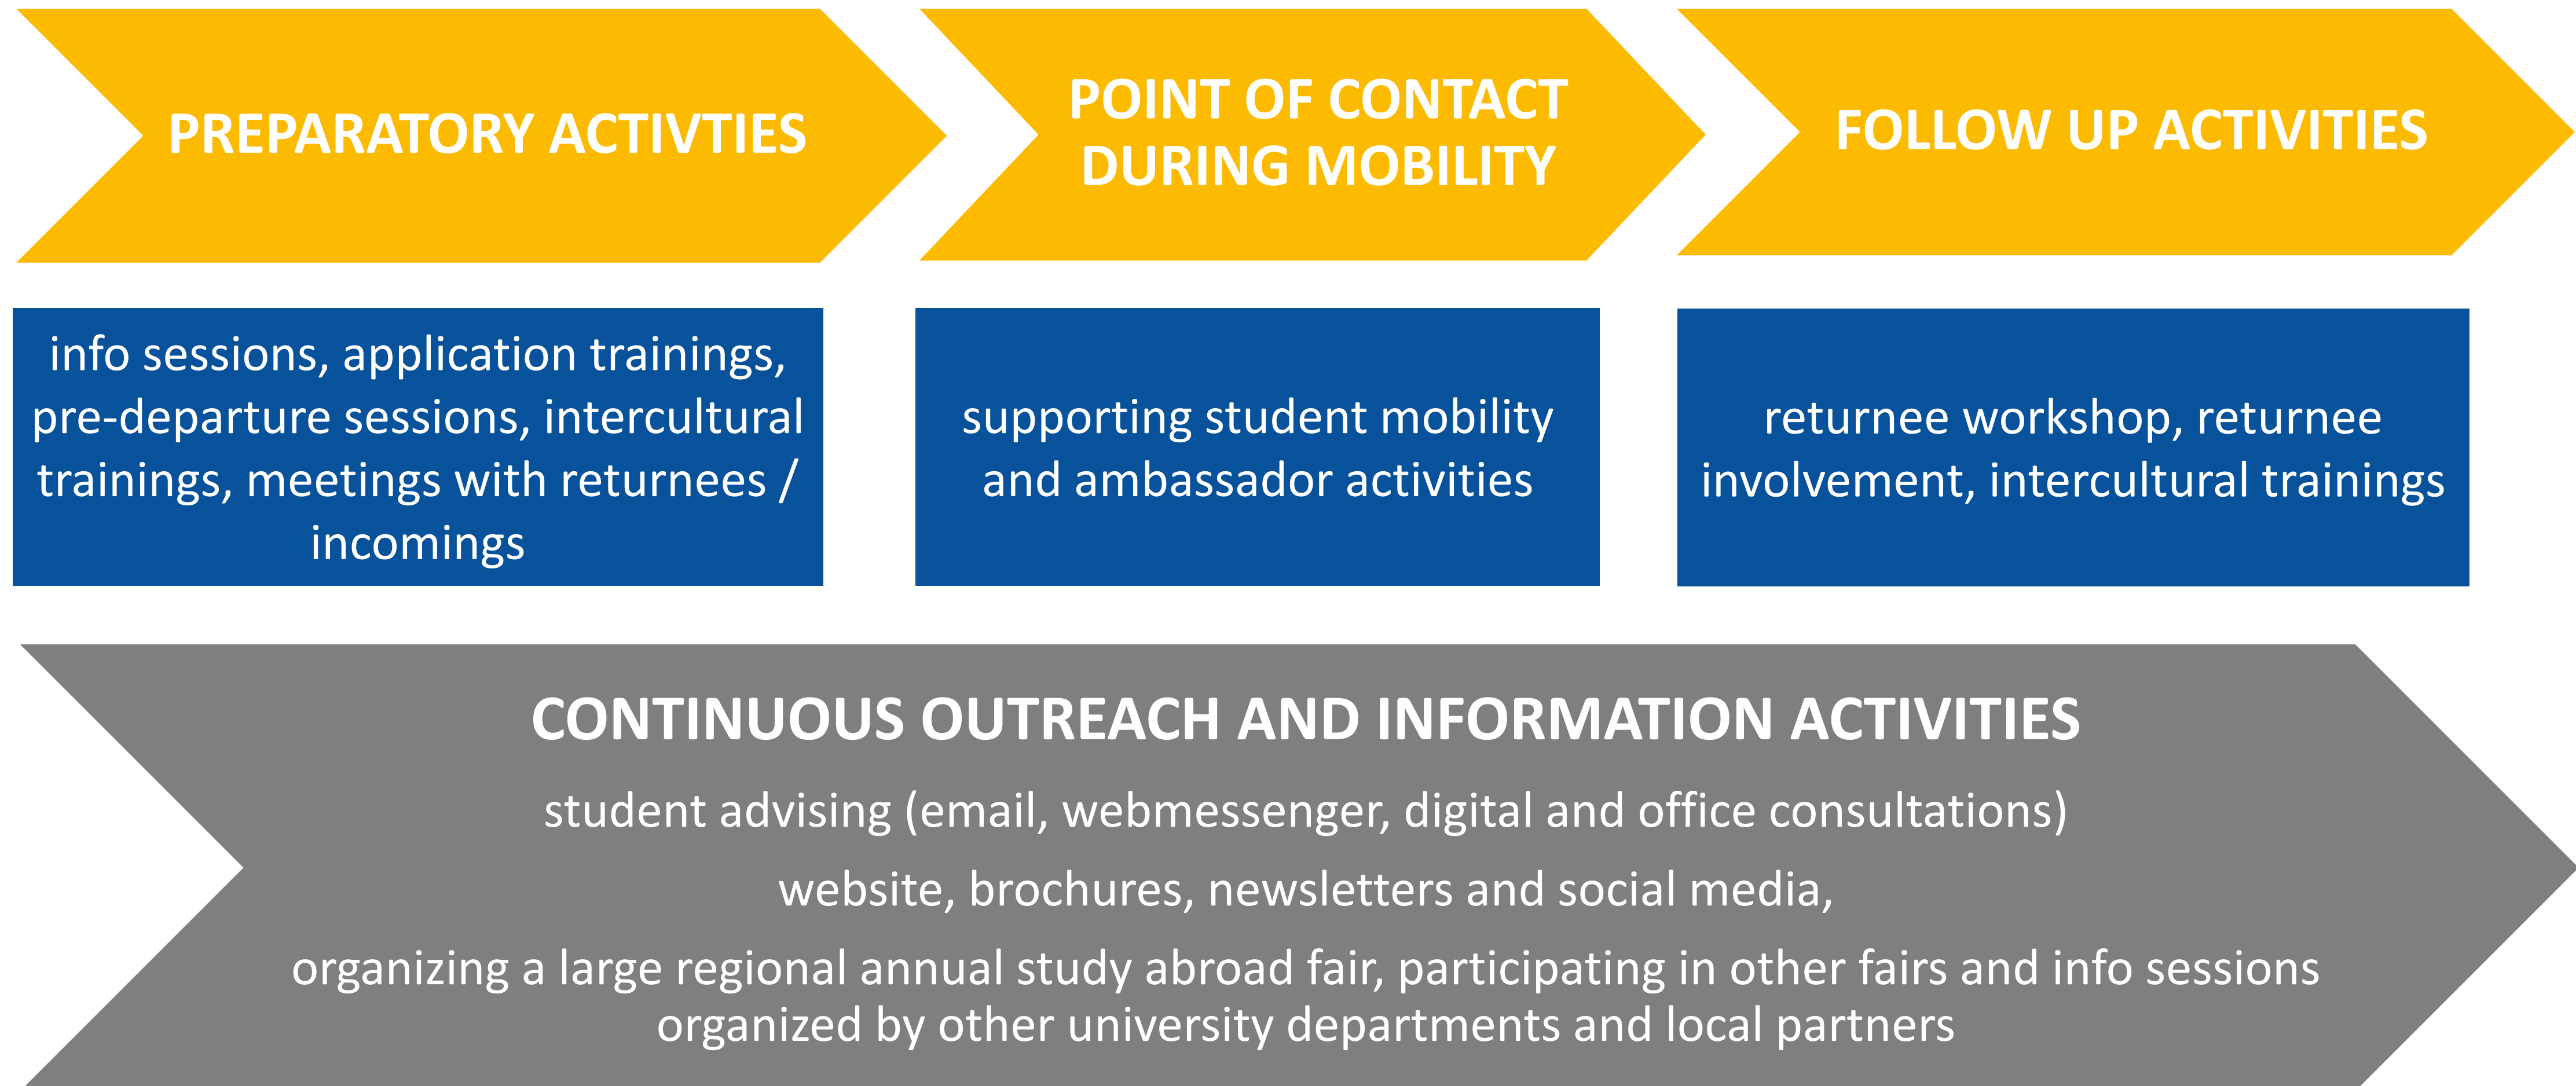 PREPARATORY ACTIVTIES
POINT OF CONTACT
DURING MOBILITY
FOLLOW UP ACTIVITIES
info sessions, application trainings,
pre-departure sessions, intercultural
trainings, meetings with returnees /
incomings
supporting student mobility
and ambassador activities
returnee workshop, returnee
involvement, intercultural trainings
CONTINUOUS OUTREACH AND INFORMATION ACTIVITIES
student advising (email, webmessenger, digital and office consultations)
website, brochures, newsletters and social media,
organizing a large regional annual study abroad fair, participating in other fairs and info sessions
organized by other university departments and local partners